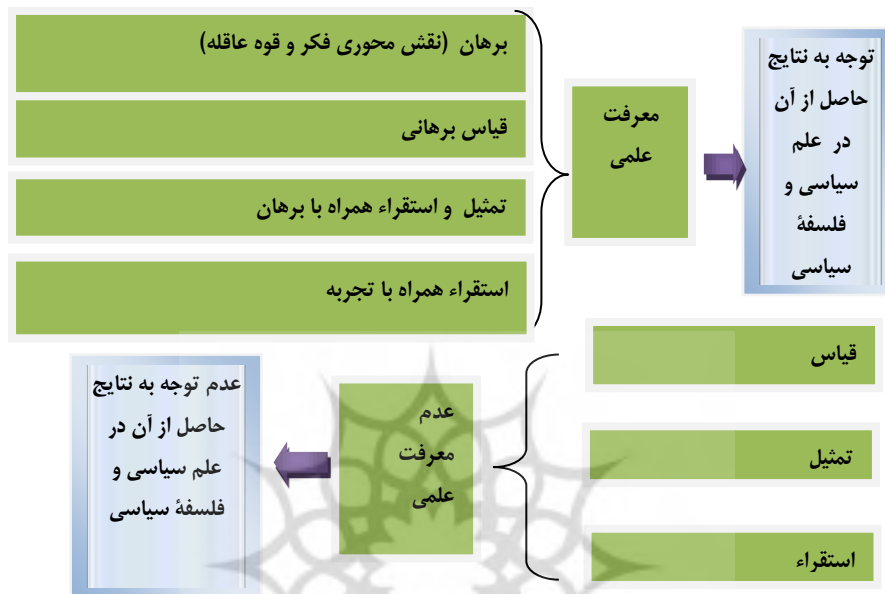 برهان (نقش محوری فکر و قوه عاقله)
قیاس برهانی
تمثیل و استقراء همراه با برهان
استقراء همراه با تجربه
معرفت
علمی
توجه به نتایج
حاصل از آن
در علم
سیاسی و
فلسفۀ
سیاسی
قیاس
تمثیل
استقراء
عدم
معرفت
علمی
عدم توجه به نتایج
حاصل از آن در
علم سیاسی و
فلسفۀ سیاسی